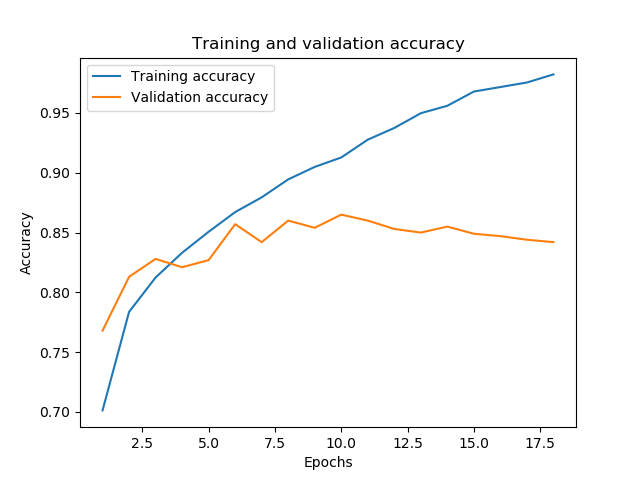 Training and validation accuracy
Training accuracy
Validation accuracy
0.95
0.90
0.85
0.80
0.75
0.70
Accuracy
2.5 5.0 7.5 10.0 12.5 15.0 17.5
Epochs